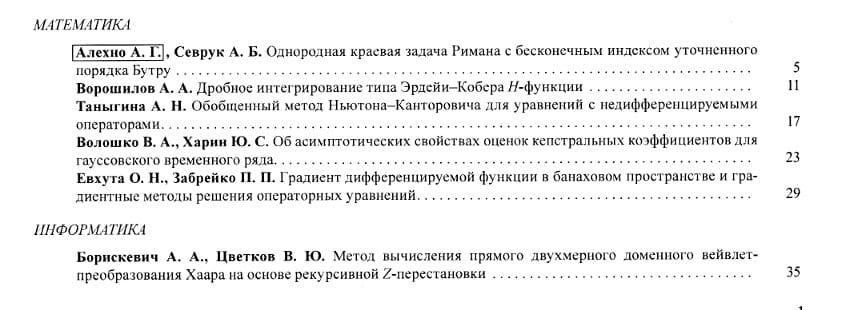 МАТЕМАТИКА
Алехно А. Г., Севрук А. Б. Однородная краевая задача Римана с бесконечным индексом уточненного
порядка Бутру . . . . . . . . . . . . . . . . . . . . . . . . . . . . . . . . . . . . . . . . 5
Ворошилов А. А. Дробное интегрирование типа Эрдейи–Кобера H-функции . . . . . . . . . . . . . . . 11
Таныгина А. Н. Обобщенный метод Ньютона–Канторовича для уравнений с недифференцируемыми
операторами. . . . . . . . . . . . . . . . . . . . . . . . . . . . . . . . . . . . . . . . 17
Волошко В. А., Харин Ю. С. Об асимптотических свойствах оценок кепстральных коэффициентов для
гауссовского временного ряда. . . . . . . . . . . . . . . . . . . . . . . . . . . . . . . . 23
Евхута О. Н., Забрейко П. П. Градиент дифференцируемой функции в банаховом пространстве и гра-
диентные методы решения операторных уравнений. . . . . . . . . . . . . . . . . . . . . . . . 29
ИНФОРМАТИКА
Борискевич А. А., Цветков В. Ю. Метод вычисления прямого двухмерного доменного вейвлет-
преобразования Хаара на основе рекурсивной Z-перестановки . . . . . . . . . . . . . . . . . . 35